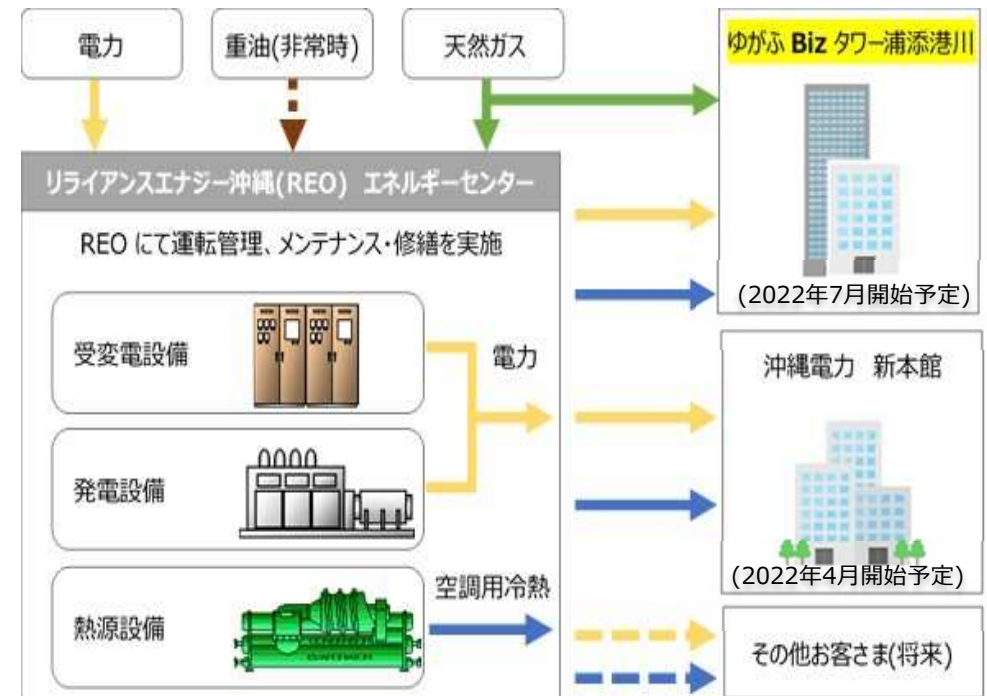 電力
重油(非常時)
天然ガス
ゆがふ Biz タワー浦添港川
(2022年7月開始予定)
リライアンスエナジー沖縄(REO) エネルギーセンター
REO にて運転管理、メンテナンス・修繕を実施
受変電設備
電力
発電設備
熱源設備
空調用冷熱
沖縄電力 新本館
(2022年4月開始予定)
その他お客さま(将来)